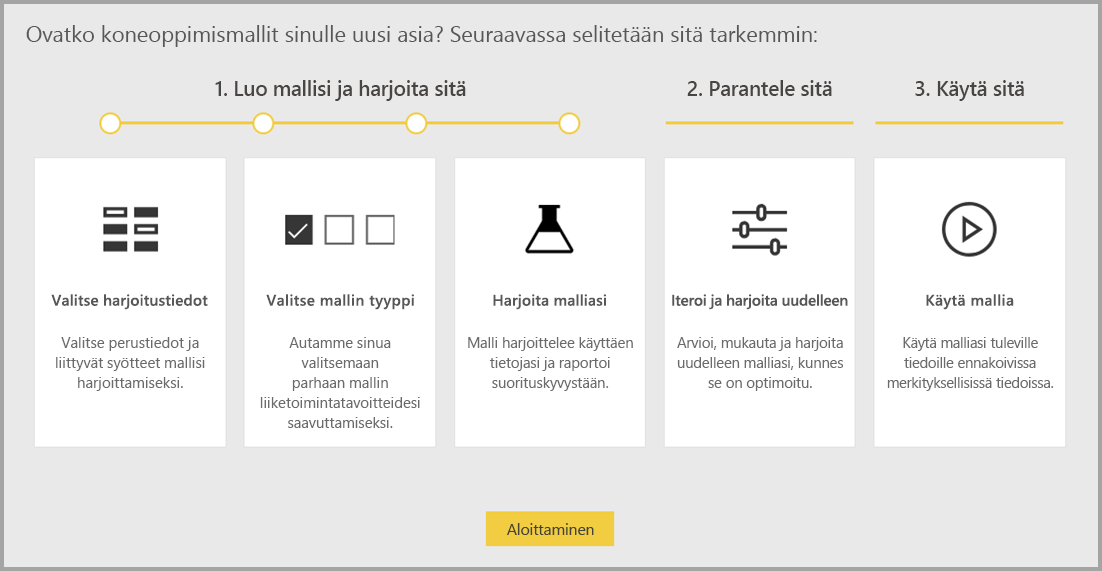 Ovatko koneoppimismallit sinulle uusi asia? Seuraavassa selitetään sitä tarkemmin:
1. Luo mallisi ja harjoita sitä
2. Parantele sitä
3. Käytä sitä
Valitse harjoitustiedot
Valitse perustiedot ja
liittyvät syötteet mallisi
harjoittamiseksi.
Valitse mallin tyyppi
Autamme sinua
valitsemaan
parhaan mallin
liiketoimintatavoitteidesi
saavuttamiseksi.
Harjoita malliasi
Malli harjoittelee käyttäen
tietojasi ja raportoi
suorituskyvystään.
Iteroi ja harjoita uudelleen
Arvioi, mukauta ja harjoita
uudelleen malliasi, kunnes
se on optimoitu.
Käytä mallia
Käytä malliasi tuleville
tiedoille ennakoivissa
merkityksellisissä tiedoissa.
Aloittaminen